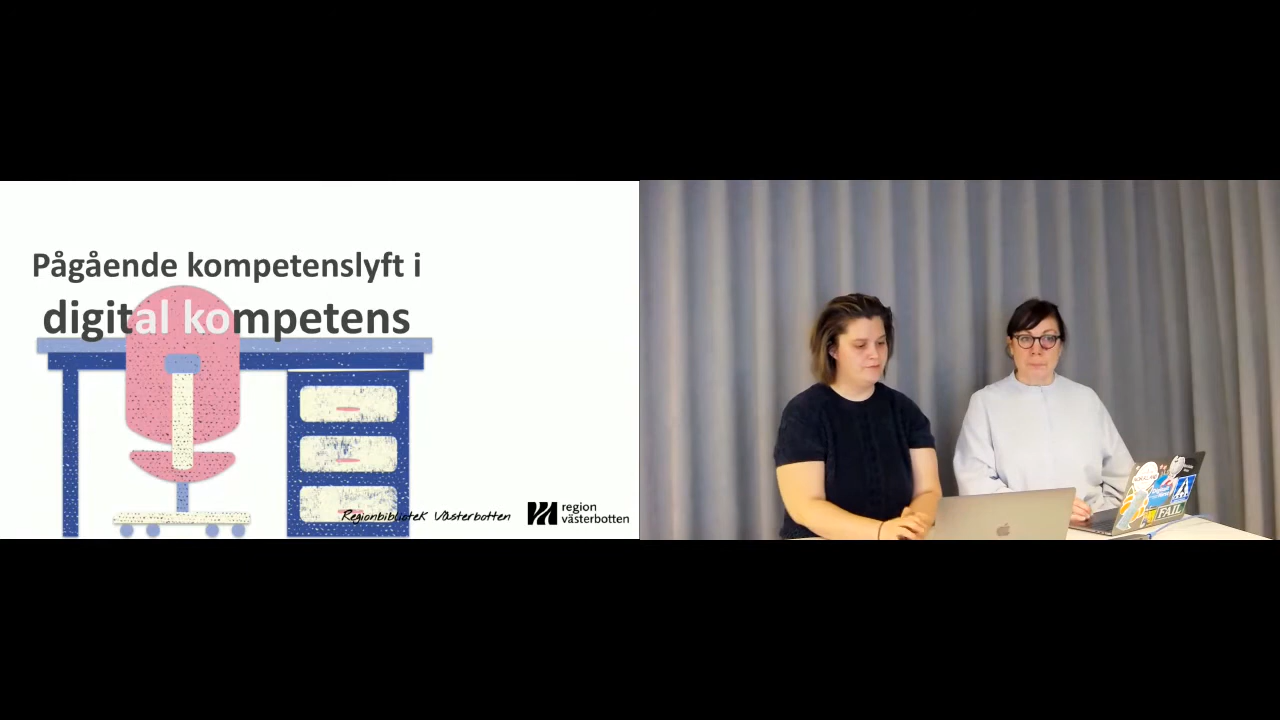 Pågående kompetenslyft i
digital kompetens
Regionbibliotek Västerbotten
region
västerbotten
FAIL